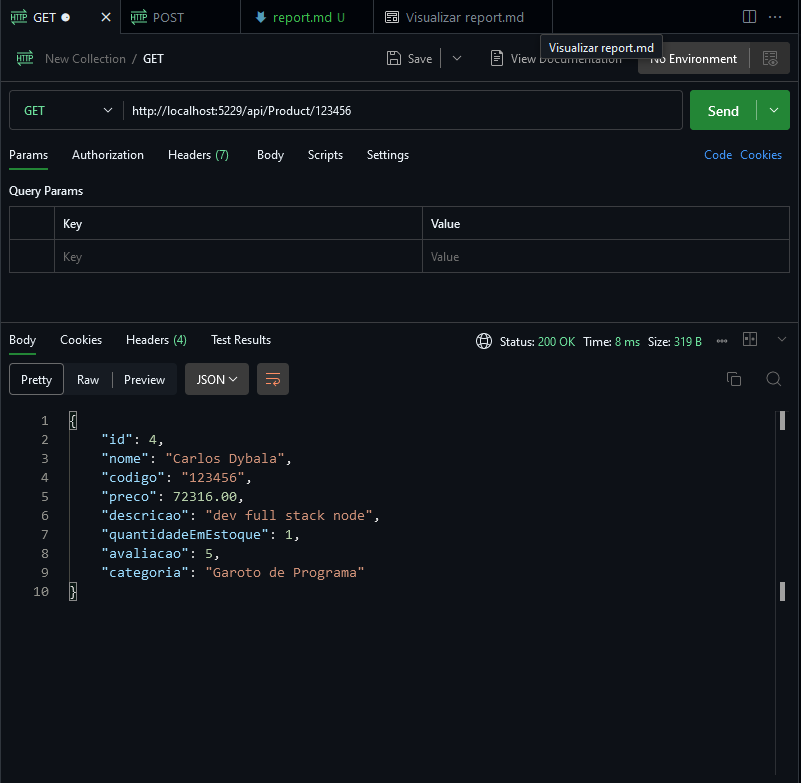 HTTP GET
HTTP POST
report.md U
Visualizar report.md
Visualizar report.md
HTTP New Collection / GET
Save
View Documentation
No Environment
GET
http://localhost:5229/api/Product/123456
Send
Params Authorization Headers (7) Body Scripts Settings
Code Cookies
Query Params
Key Value
Key Value
Body Cookies Headers (4) Test Results
Status: 200 OK Time: 8 ms Size: 319 B
Pretty Raw Preview JSON
1 {
2 "id": 4,
3 "nome": "Carlos Dybala",
4 "codigo": "123456",
5 "preco": 72316.00,
6 "descricao": "dev full stack node",
7 "quantidadeEmEstoque": 1,
8 "avaliacao": 5,
9 "categoria": "Garoto de Programa"
10 }